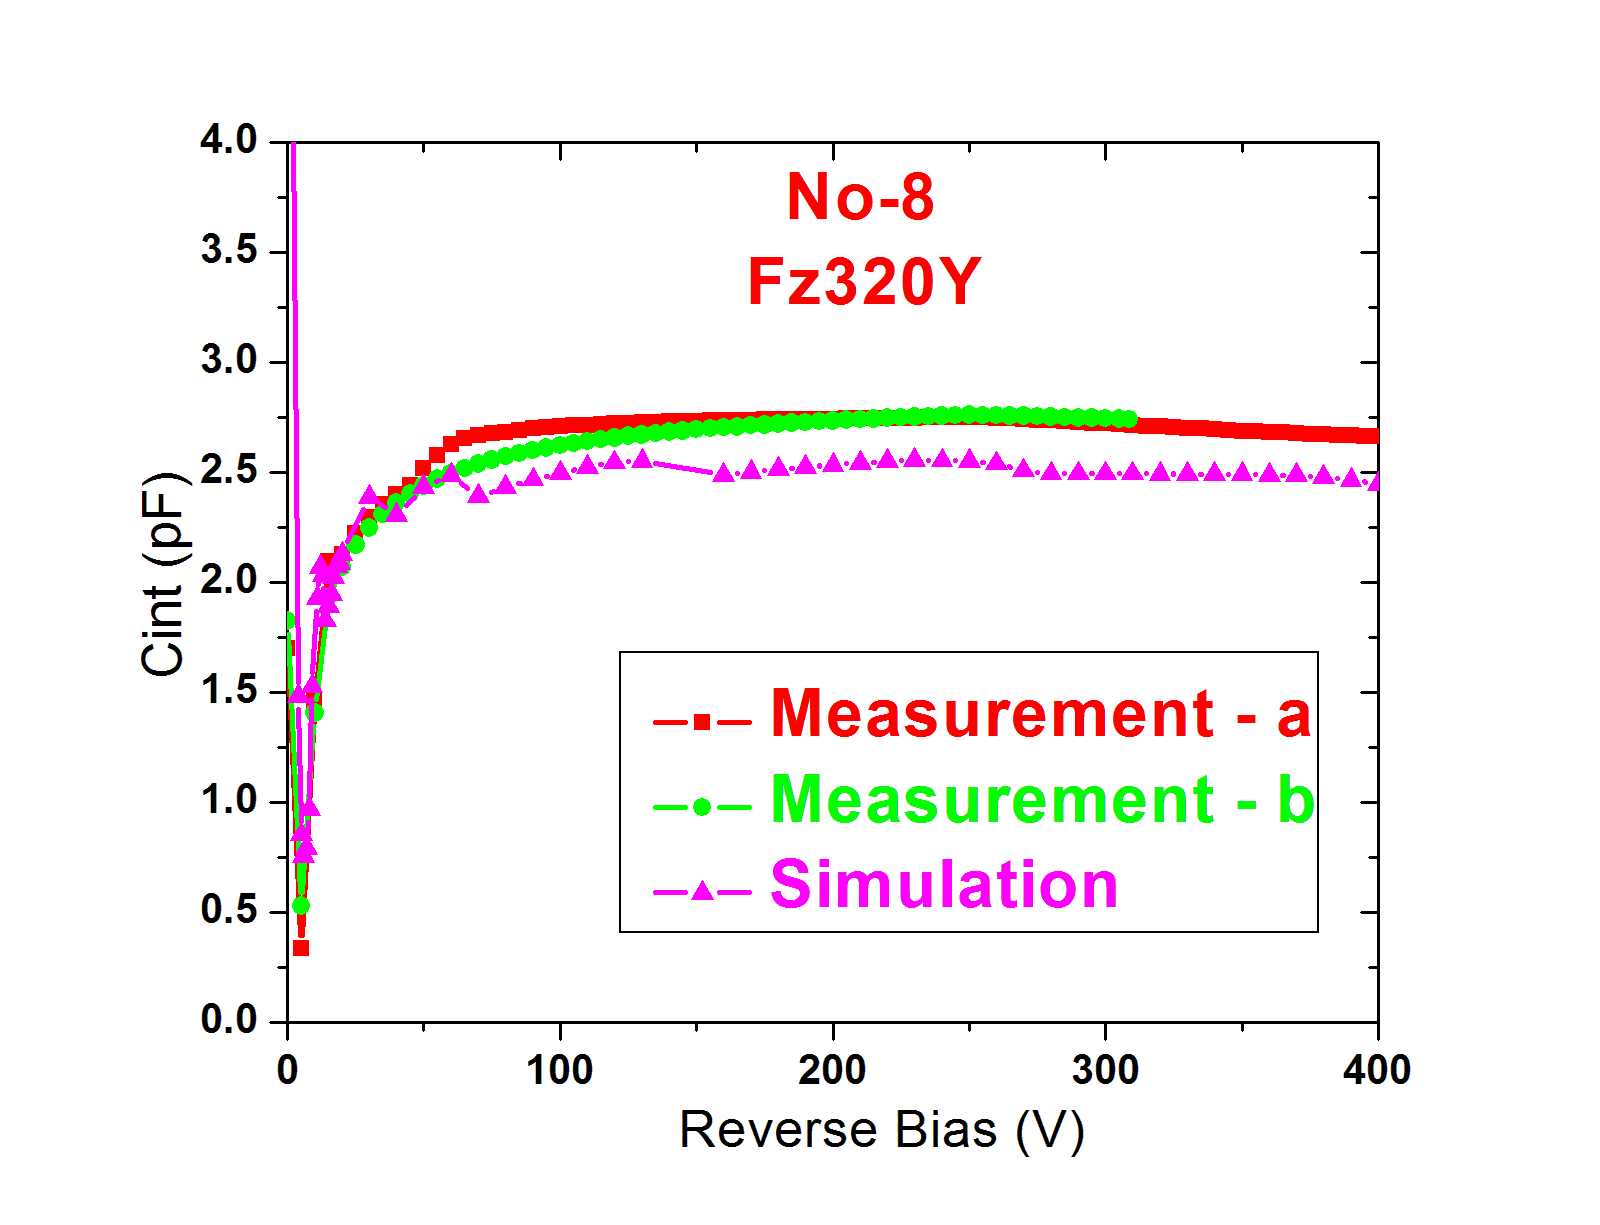 No-8
Fz320Y
4.0
3.5
3.0
2.5
2.0
1.5
1.0
0.5
0.0
Cint (pF)
Measurement - a
Measurement - b
Simulation
0 100 200 300 400
Reverse Bias (V)